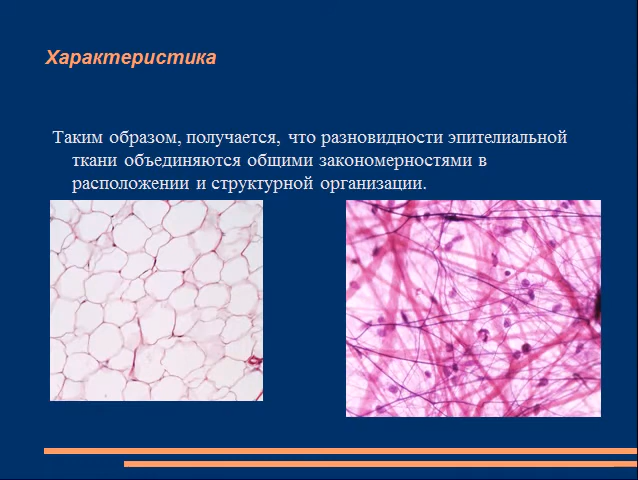 Характеристика
Таким образом, получается, что разновидности эпителиальной
ткани объединяются общими закономерностями в
расположении и структурной организации.